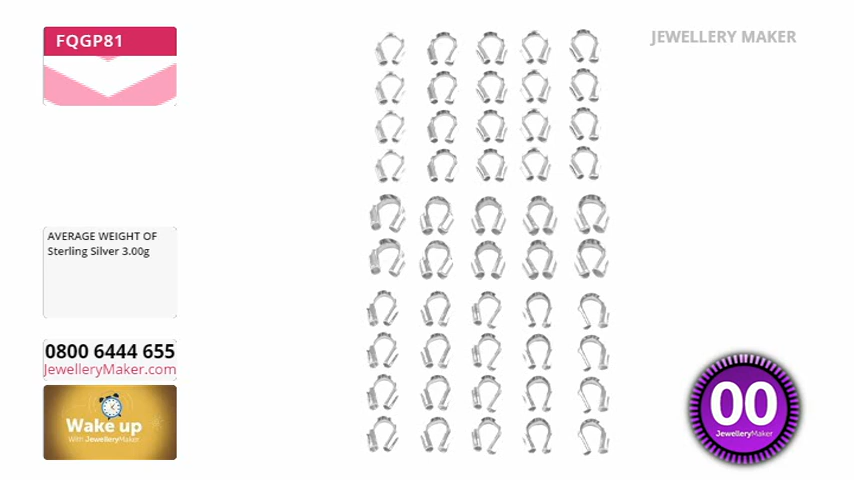 FQGP81
JEWELLERY MAKER
AVERAGE WEIGHT OF
Sterling Silver 3.00g
0800 6444 655
JewelleryMaker.com
Wake up
With JewelleryMaker
00
JewelleryMaker